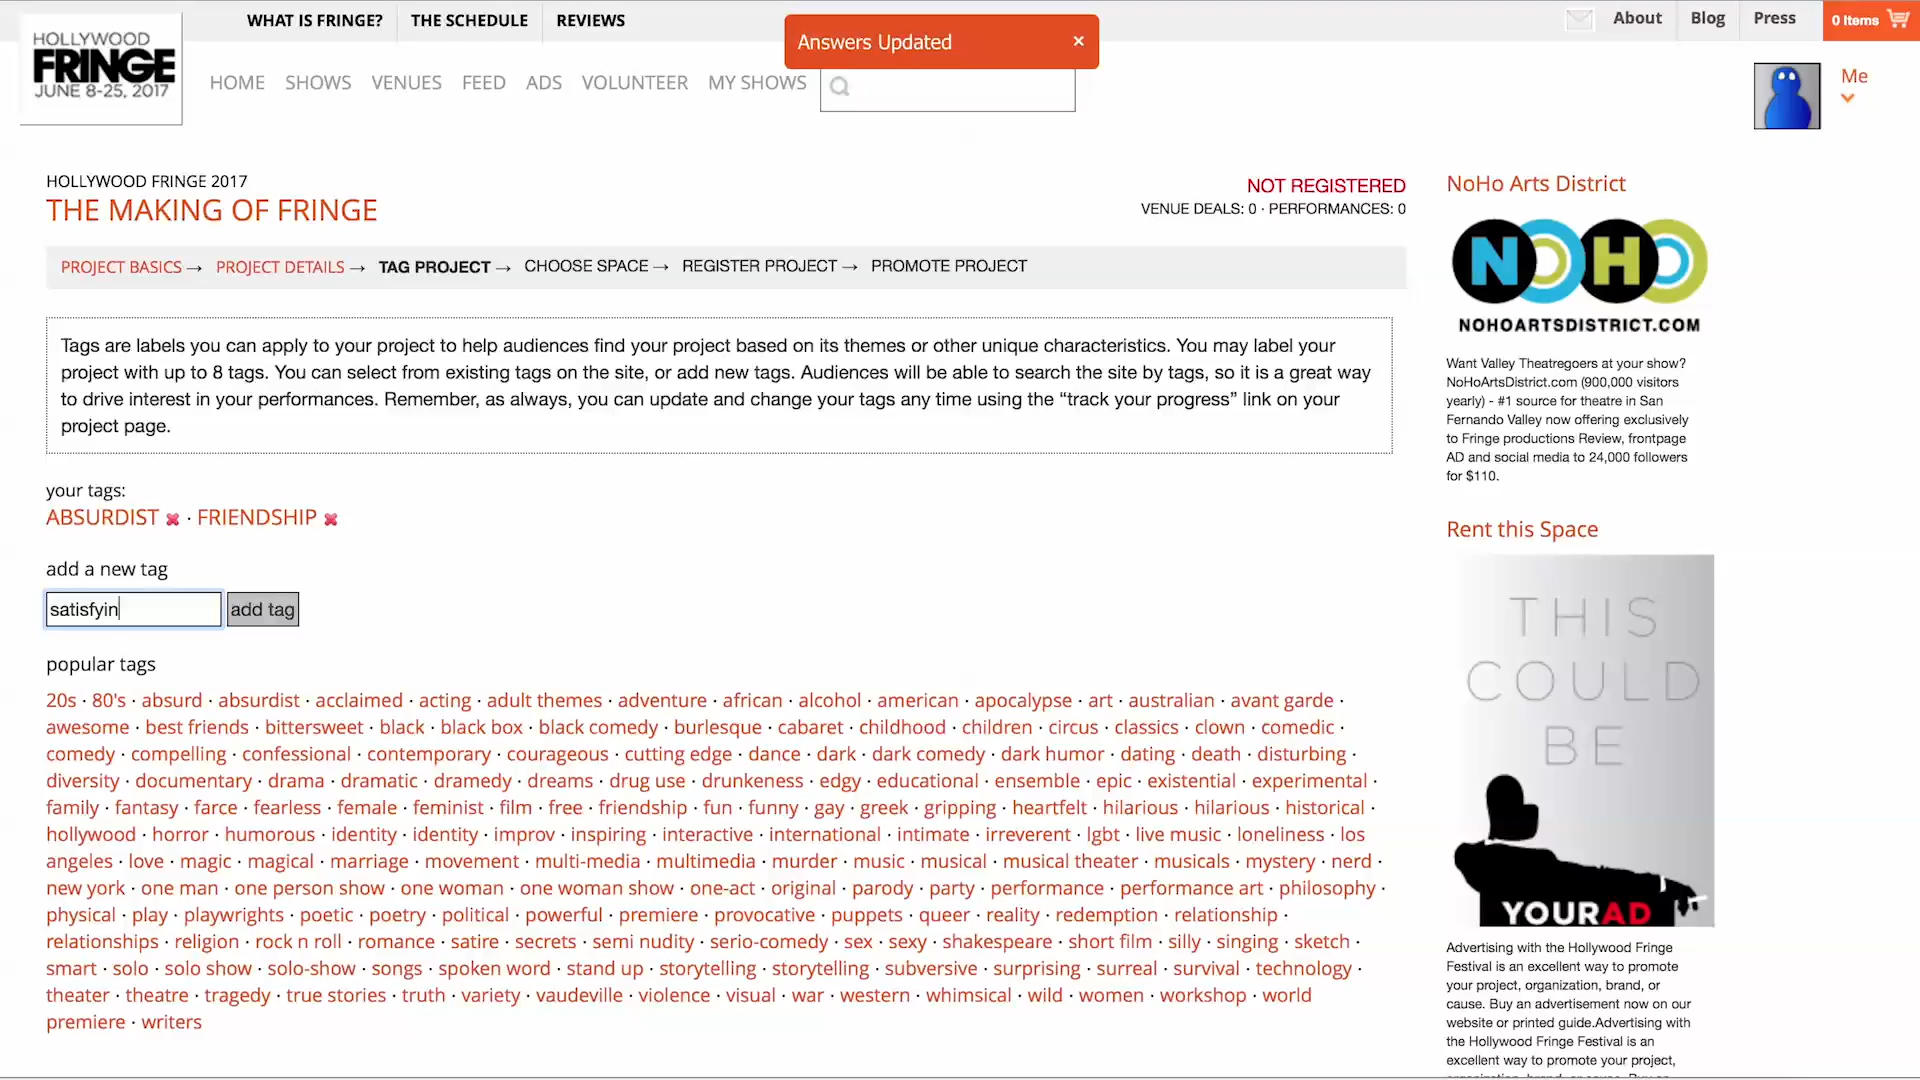 WHAT IS FRINGE? THE SCHEDULE REVIEWS
Answers Updated ×
About Blog Press 0 Items
HOLLYWOOD
FRINGE
JUNE 8-25, 2017
HOME SHOWS VENUES FEED ADS VOLUNTEER MY SHOWS
Me
HOLLYWOOD FRINGE 2017
THE MAKING OF FRINGE
NOT REGISTERED
VENUE DEALS: 0 · PERFORMANCES: 0
PROJECT BASICS → PROJECT DETAILS → TAG PROJECT → CHOOSE SPACE → REGISTER PROJECT → PROMOTE PROJECT
Tags are labels you can apply to your project to help audiences find your project based on its themes or other unique characteristics. You may label your
project with up to 8 tags. You can select from existing tags on the site, or add new tags. Audiences will be able to search the site by tags, so it is a great way
to drive interest in your performances. Remember, as always, you can update and change your tags any time using the “track your progress” link on your
project page.
your tags:
ABSURDIST · FRIENDSHIP
add a new tag
satisfyin add tag
popular tags
20s · 80's · absurd · absurdist · acclaimed · acting · adult themes · adventure · african · alcohol · american · apocalypse · art · australian · avant garde ·
awesome · best friends · bittersweet · black · black box · black comedy · burlesque · cabaret · childhood · children · circus · classics · clown · comedic ·
comedy · compelling · confessional · contemporary · courageous · cutting edge · dance · dark · dark comedy · dark humor · dating · death · disturbing ·
diversity · documentary · drama · dramatic · dramedy · dreams · drug use · drunkeness · edgy · educational · ensemble · epic · existential · experimental ·
family · fantasy · farce · fearless · female · feminist · film · free · friendship · fun · funny · gay · greek · gripping · heartfelt · hilarious · hilarious · historical ·
hollywood · horror · humorous · identity · identity · improv · inspiring · interactive · international · intimate · irreverent · lgbt · live music · loneliness · los
angeles · love · magic · magical · marriage · movement · multi-media · multimedia · murder · music · musical · musical theater · musicals · mystery · nerd ·
new york · one man · one person show · one woman · one woman show · one-act · original · parody · party · performance · performance art · philosophy ·
physical · play · playwrights · poetic · poetry · political · powerful · premiere · provocative · puppets · queer · reality · redemption · relationship ·
relationships · religion · rock n roll · romance · satire · secrets · semi nudity · serio-comedy · sex · sexy · shakespeare · short film · silly · singing · sketch ·
smart · solo · solo show · solo-show · songs · spoken word · stand up · storytelling · storytelling · subversive · surprising · surreal · survival · technology ·
theater · theatre · tragedy · true stories · truth · variety · vaudeville · violence · visual · war · western · whimsical · wild · women · workshop · world
premiere · writers
NoHo Arts District
NOHO
NOHOARTSDISTRICT.COM
Want Valley Theatregoers at your show?
NoHoArtsDistrict.com (900,000 visitors
yearly) - #1 source for theatre in San
Fernando Valley now offering exclusively
to Fringe productions Review, frontpage
AD and social media to 24,000 followers
for $110.
Rent this Space
THIS
COULD
BE
YOURAD
Advertising with the Hollywood Fringe
Festival is an excellent way to promote
your project, organization, brand, or
cause. Buy an advertisement now on our
website or printed guide.Advertising with
the Hollywood Fringe Festival is an
excellent way to promote your project,